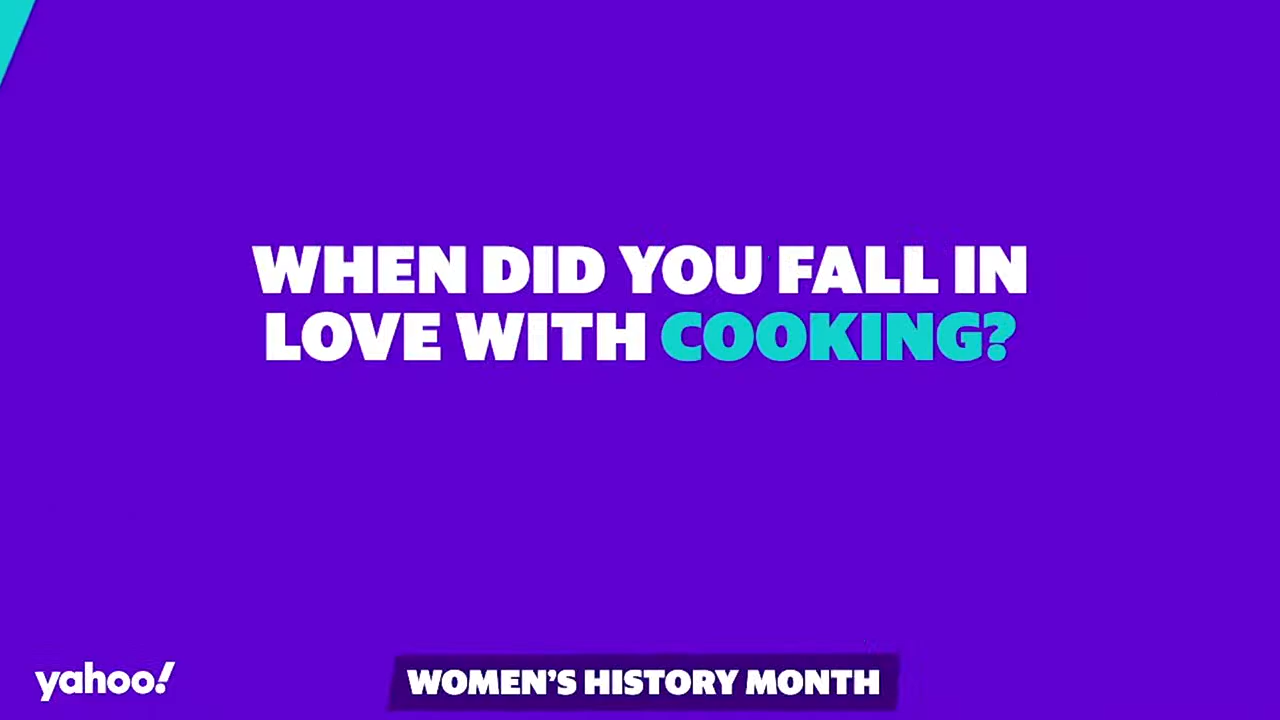 WHEN DID YOU FALL IN
LOVE WITH COOKING?
yahoo!
WOMEN'S HISTORY MONTH